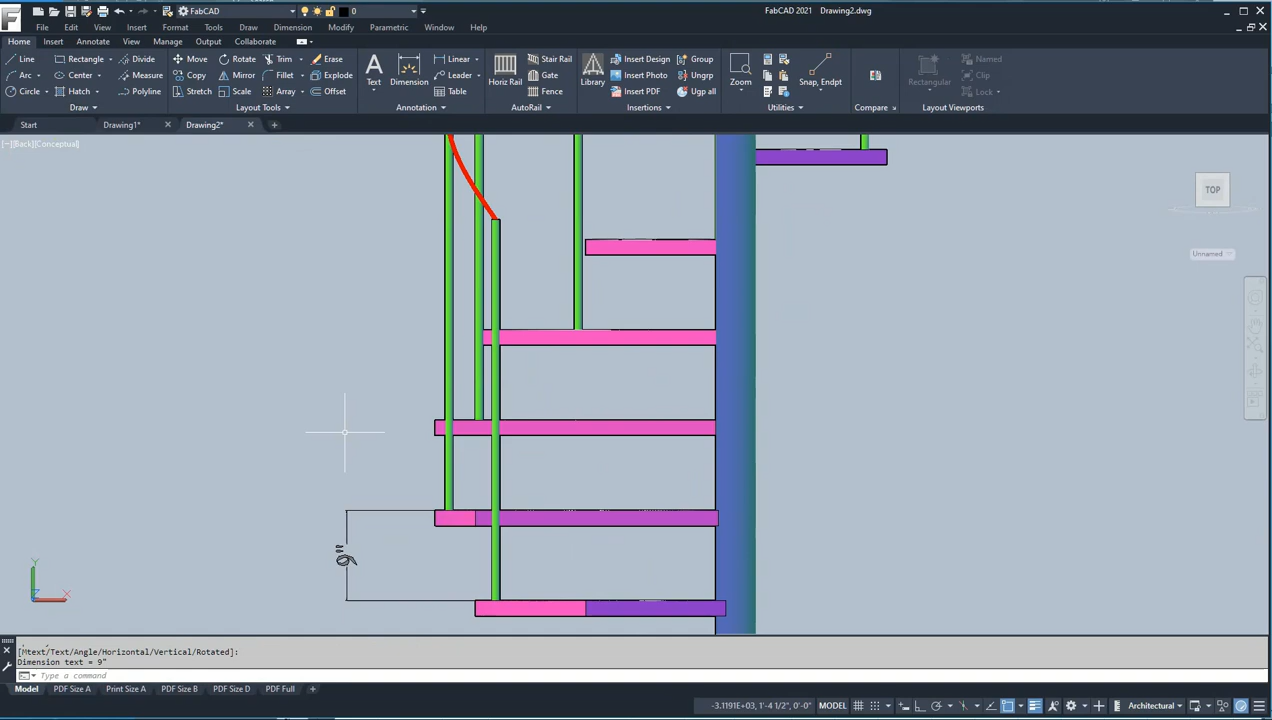 FabCAD
0
FabCAD 2021 Drawing2.dwg
File Edit View Insert Format Tools Draw Dimension Modify Parametric Window Help
Home Insert Annotate View Manage Output Collaborate
Line Rectangle Divide Move Rotate Trim Erase Linear Stair Rail Insert Design Group Named
Arc Center Measure Copy Mirror Fillet Explode Text Dimension Leader Horiz Rail Gate Library Insert Photo Ungrp Zoom Snap, Endpt Rectangular Clip
Circle Hatch Polyline Stretch Scale Array Offset Table Fence Insert PDF Ugp all Lock
Draw Layout Tools Annotation AutoRail Insertions Utilities Compare Layout Viewports
Start Drawing1* Drawing2*
[−][Back][Conceptual]
TOP
Unnamed
9"
Y
Z X
[Mtext/Text/Angle/Horizontal/Vertical/Rotated]:
Dimension text = 9"
Type a command
Model PDF Size A Print Size A PDF Size B PDF Size D PDF Full
-3.1191E+03, 1'-4 1/2", 0'-0" MODEL Architectural